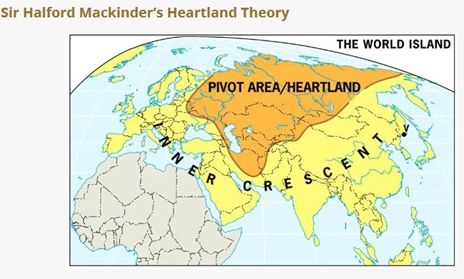 Sir Halford Mackinder's Heartland Theory
THE WORLD ISLAND
PIVOT AREA/HEARTLAND
INNER CRESCENT